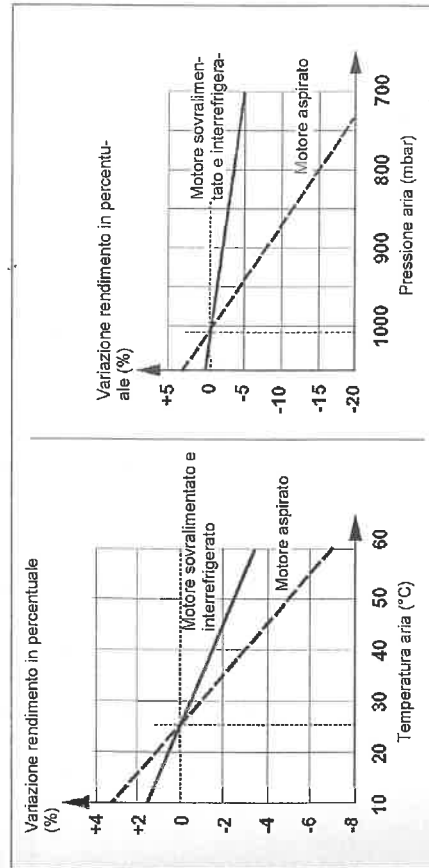 Variazione rendimento in percentuale
(%)
+4
+2
0
-2
-4
-6
-8
10
20
30
40
50
60
Motore sovralimentato e
interrefrigerato
Motore aspirato
Temperatura aria (°C)
Variazione rendimento in percentu-
ale (%)
+5
0
-5
-10
-15
-20
1000
900
800
700
Motore sovralimen-
tato e interrefrigera-
to
Motore aspirato
Pressione aria (mbar)